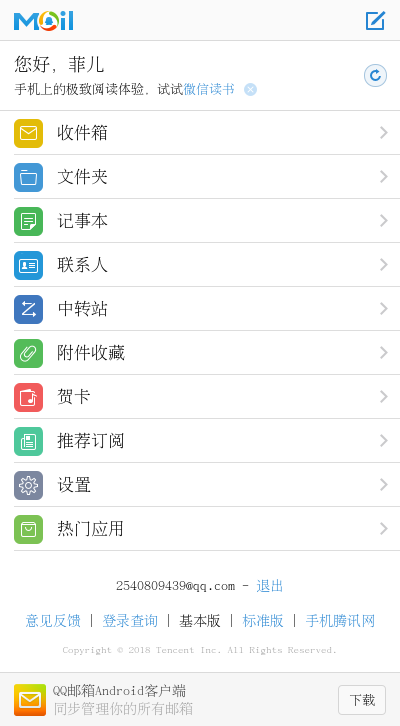 Mail
您好, 菲儿
手机上的极致阅读体验, 试试微信读书
收件箱
文件夹
记事本
联系人
中转站
附件收藏
贺卡
推荐订阅
设置
热门应用
2540809439@qq.com - 退出
意见反馈 | 登录查询 | 基本版 | 标准版 | 手机腾讯网
Copyright © 2018 Tencent Inc. All Rights Reserved.
QQ邮箱Android客户端
同步管理你的所有邮箱
下载